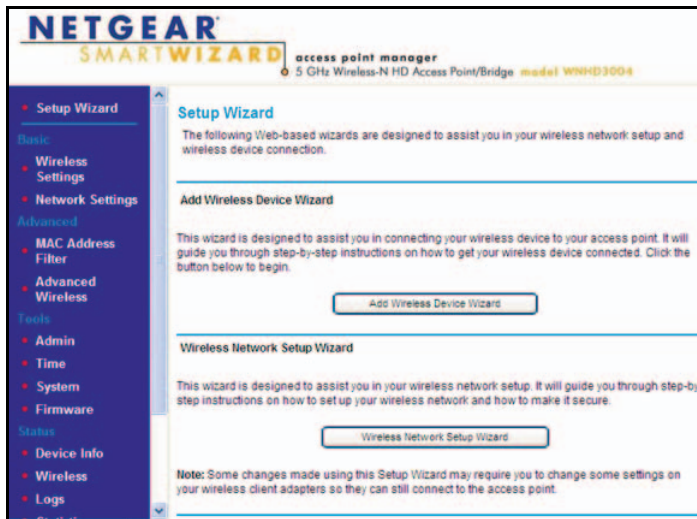 NETGEAR
SMARTWIZARD
access point manager
5 GHz Wireless-N HD Access Point/Bridge model WNHD3004
Setup Wizard
Basic
Wireless
Settings
Network Settings
Advanced
MAC Address
Filter
Advanced
Wireless
Tools
Admin
Time
System
Firmware
Status
Device Info
Wireless
Logs
Setup Wizard
The following Web-based wizards are designed to assist you in your wireless network setup and
wireless device connection.
Add Wireless Device Wizard
This wizard is designed to assist you in connecting your wireless device to your access point. It will
guide you through step-by-step instructions on how to get your wireless device connected. Click the
button below to begin.
Add Wireless Device Wizard
Wireless Network Setup Wizard
This wizard is designed to assist you in your wireless network setup. It will guide you through step-by
step instructions on how to set up your wireless network and how to make it secure.
Wireless Network Setup Wizard
Note: Some changes made using this Setup Wizard may require you to change some settings on
your wireless client adapters so they can still connect to the access point.